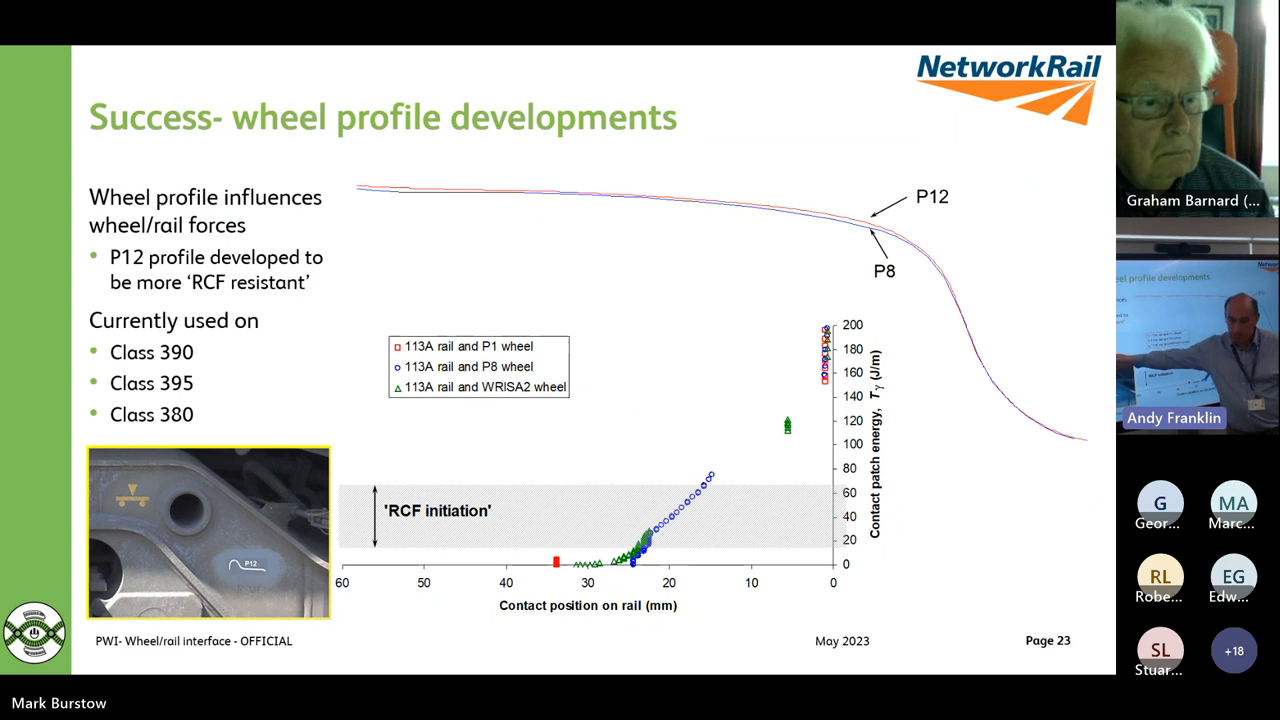 NetworkRail
Success- wheel profile developments
Wheel profile influences
wheel/rail forces
• P12 profile developed to
be more ‘RCF resistant’
Currently used on
• Class 390
• Class 395
• Class 380
P12
P8
113A rail and P1 wheel
113A rail and P8 wheel
113A rail and WRISA2 wheel
'RCF initiation'
200
180
160
140
120
100
80
60
40
20
0
Contact patch energy, Tγ (J/m)
60 50 40 30 20 10 0
Contact position on rail (mm)
P12
PWI- Wheel/rail interface - OFFICIAL
May 2023
Page 23
Mark Burstow
Graham Barnard (...
el profile developments
Andy Franklin
G
Geor...
MA
Marc...
RL
Robe...
EG
Edw...
SL
Stuar...
+18